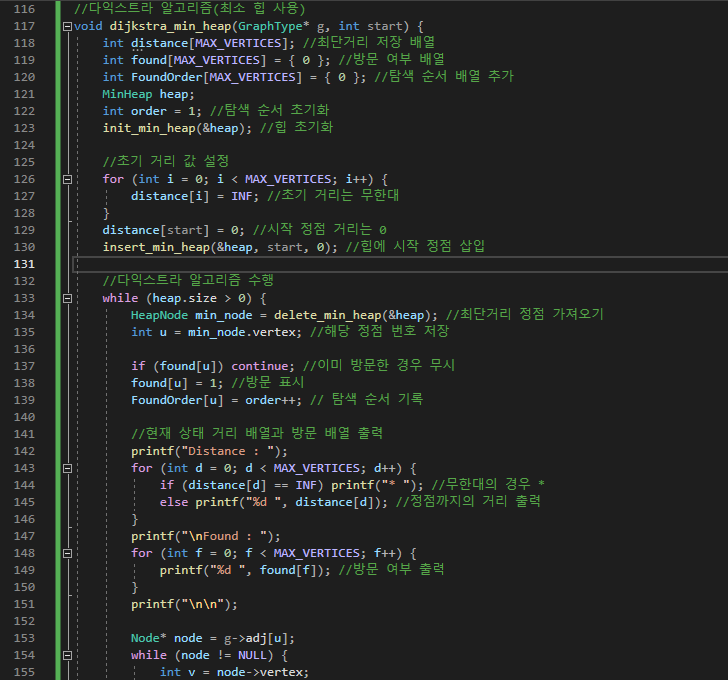 116 //다익스트라 알고리즘(최소 힙 사용)
117 void dijkstra_min_heap(GraphType* g, int start) {
118 int distance[MAX_VERTICES]; //최단거리 저장 배열
119 int found[MAX_VERTICES] = { 0 }; //방문 여부 배열
120 int FoundOrder[MAX_VERTICES] = { 0 }; //탐색 순서 배열 추가
121 MinHeap heap;
122 int order = 1; //탐색 순서 초기화
123 init_min_heap(&heap); //힙 초기화
124
125 //초기 거리 값 설정
126 for (int i = 0; i < MAX_VERTICES; i++) {
127 distance[i] = INF; //초기 거리는 무한대
128 }
129 distance[start] = 0; //시작 정점 거리는 0
130 insert_min_heap(&heap, start, 0); //힙에 시작 정점 삽입
131
132 //다익스트라 알고리즘 수행
133 while (heap.size > 0) {
134 HeapNode min_node = delete_min_heap(&heap); //최단거리 정점 가져오기
135 int u = min_node.vertex; //해당 정점 번호 저장
136
137 if (found[u]) continue; //이미 방문한 경우 무시
138 found[u] = 1; //방문 표시
139 FoundOrder[u] = order++; // 탐색 순서 기록
140
141 //현재 상태 거리 배열과 방문 배열 출력
142 printf("Distance : ");
143 for (int d = 0; d < MAX_VERTICES; d++) {
144 if (distance[d] == INF) printf("* "); //무한대의 경우 *
145 else printf("%d ", distance[d]); //정점까지의 거리 출력
146 }
147 printf("\nFound : ");
148 for (int f = 0; f < MAX_VERTICES; f++) {
149 printf("%d ", found[f]); //방문 여부 출력
150 }
151 printf("\n\n");
152
153 Node* node = g->adj[u];
154 while (node != NULL) {
155 int v = node->vertex;